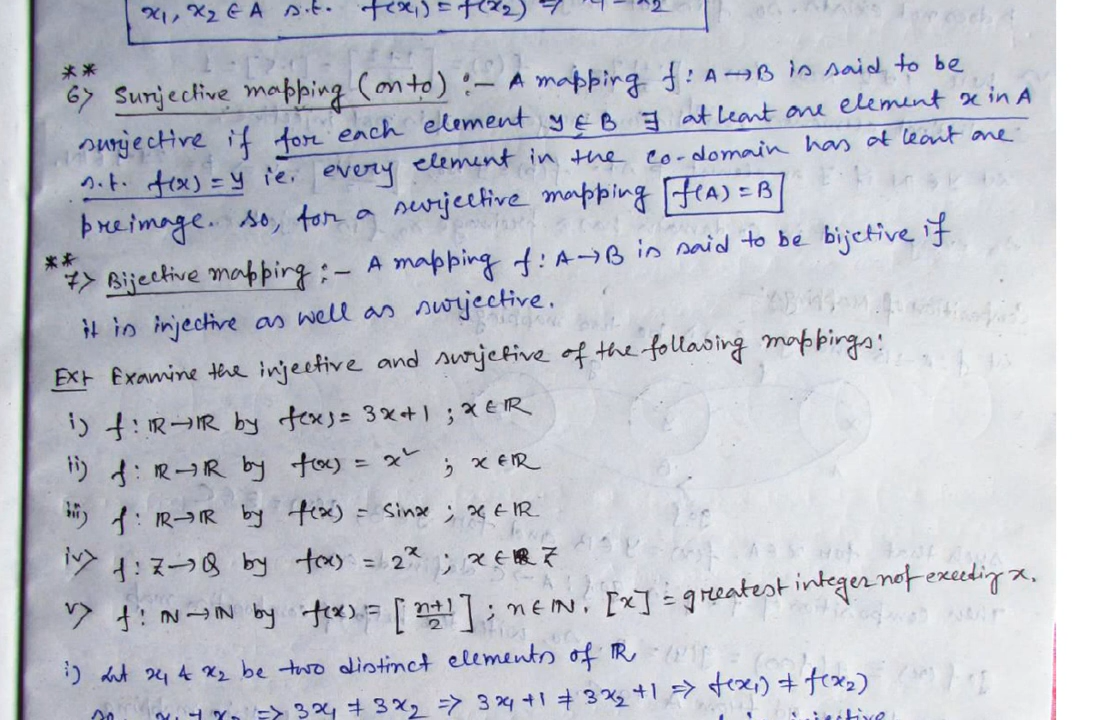 x₁, x₂ ∈ A s.t. f(x₁) = f(x₂) ⇒
**
6> Surjective mapping (onto) :- A mapping f : A → B is said to be
surjective if for each element y ∈ B ∃ at least one element x in A
s.t. f(x) = y ie. every element in the co-domain has at least one
preimage. so, for a surjective mapping f(A) = B
**
7> Bijective mapping :- A mapping f : A → B is said to be bijctive if
it is injective as well as surjective.
Ex: Examine the injective and surjective of the following mappings:
i) f : ℝ → ℝ by f(x) = 3x+1 ; x ∈ ℝ
ii) f : ℝ → ℝ by f(x) = x² ; x ∈ ℝ
iii) f : ℝ → ℝ by f(x) = Sinx ; x ∈ ℝ
iv> f : Z → Q by f(x) = 2ˣ ; x ∈ Z
v> f : ℕ → ℕ by f(x) = [(n+1)/2] ; n ∈ ℕ. [x] = greatest integer not exceedig x.
i) Let x₁ & x₂ be two distinct elements of ℝ
⇒ 3x₁ ≠ 3x₂ ⇒ 3x₁+1 ≠ 3x₂+1 ⇒ f(x₁) ≠ f(x₂)